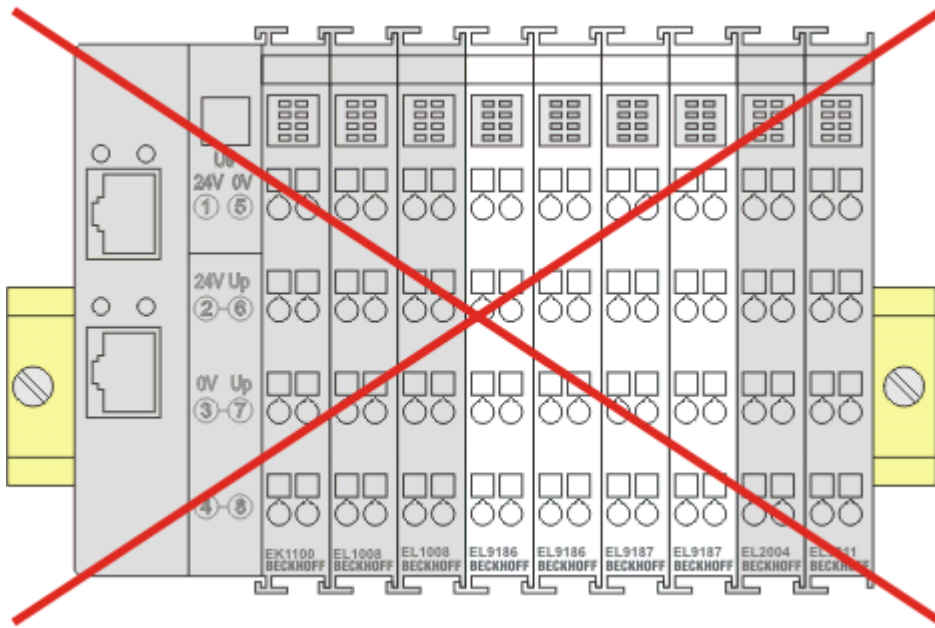 Up
24V 0V
1 5
24V Up
2 6
0V Up
3 7
4 8
EK1100 EL1008 EL1008 EL9186 EL9186 EL9187 EL9187 EL2004
BECKHOFF BECKHOFF BECKHOFF BECKHOFF BECKHOFF BECKHOFF BECKHOFF BECKHOFF BECKHOFF